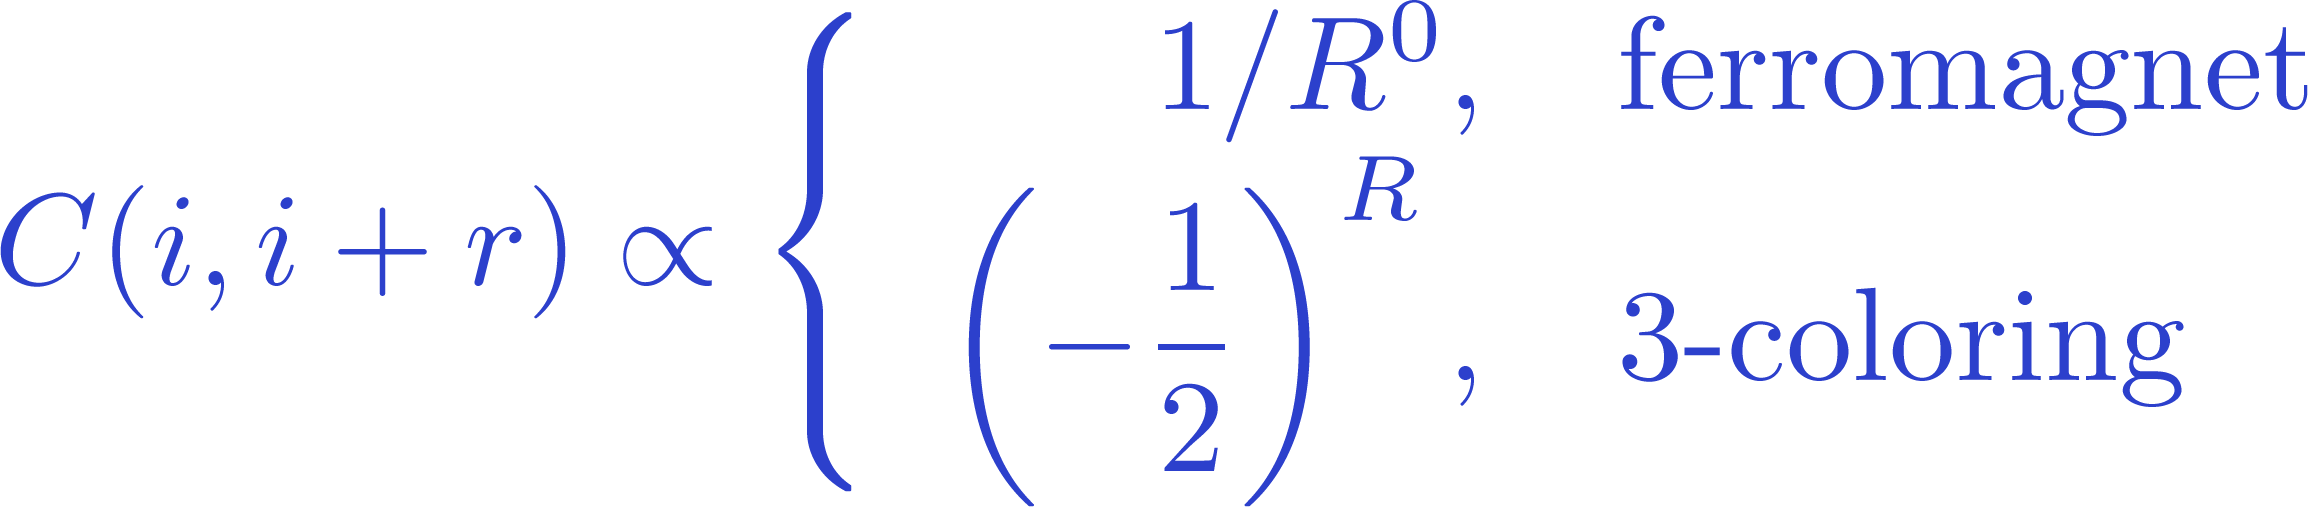 C(i, i + r) ∝ { 1/R^0, ferromagnet
(-1/2)^R, 3-coloring